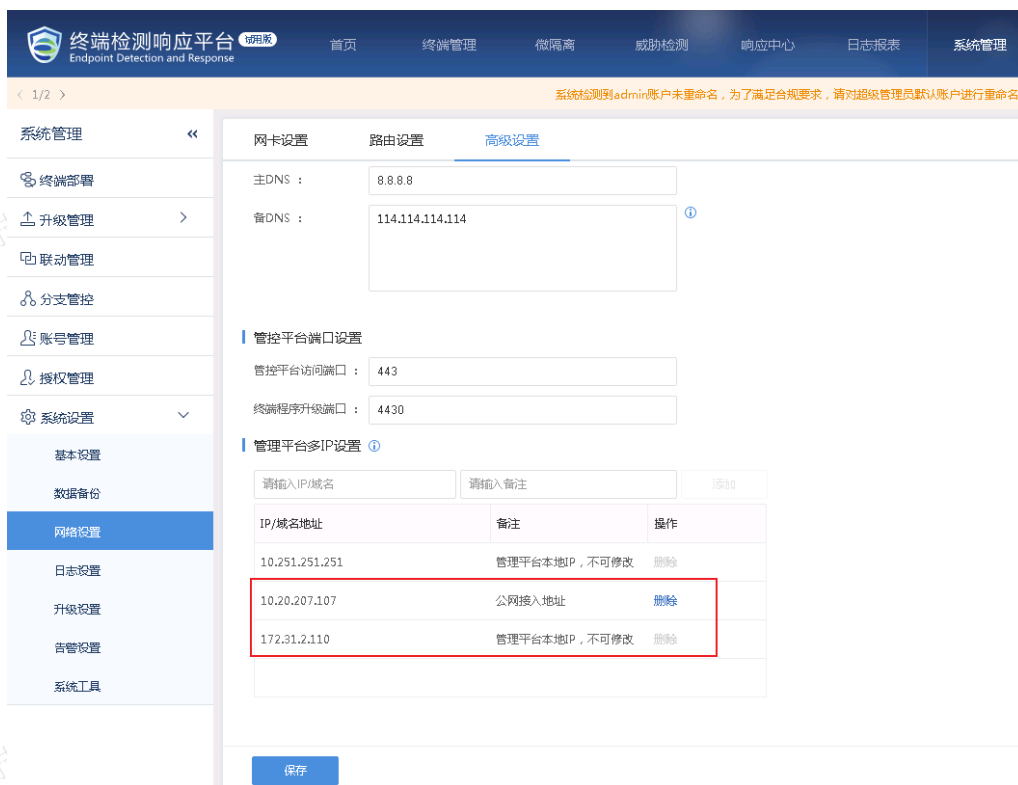 终端检测响应平台 试用版
Endpoint Detection and Response
首页 终端管理 微隔离 威胁检测 响应中心 日志报表 系统管理
< 1/2 >
系统检测到admin账户未重命名，为了满足合规要求，请对超级管理员默认账户进行重命名
系统管理 «
网卡设置 路由设置 高级设置
终端部署
升级管理
联动管理
分支管控
账号管理
授权管理
系统设置
基本设置
数据备份
网络设置
日志设置
升级设置
告警设置
系统工具
主DNS ： 8.8.8.8
备DNS ： 114.114.114.114
管控平台端口设置
管控平台访问端口 ： 443
终端程序升级端口 ： 4430
管理平台多IP设置
请输入IP/域名 请输入备注 添加
IP/域名地址 备注 操作
10.251.251.251 管理平台本地IP，不可修改 删除
10.20.207.107 公网接入地址 删除
172.31.2.110 管理平台本地IP，不可修改 删除
保存